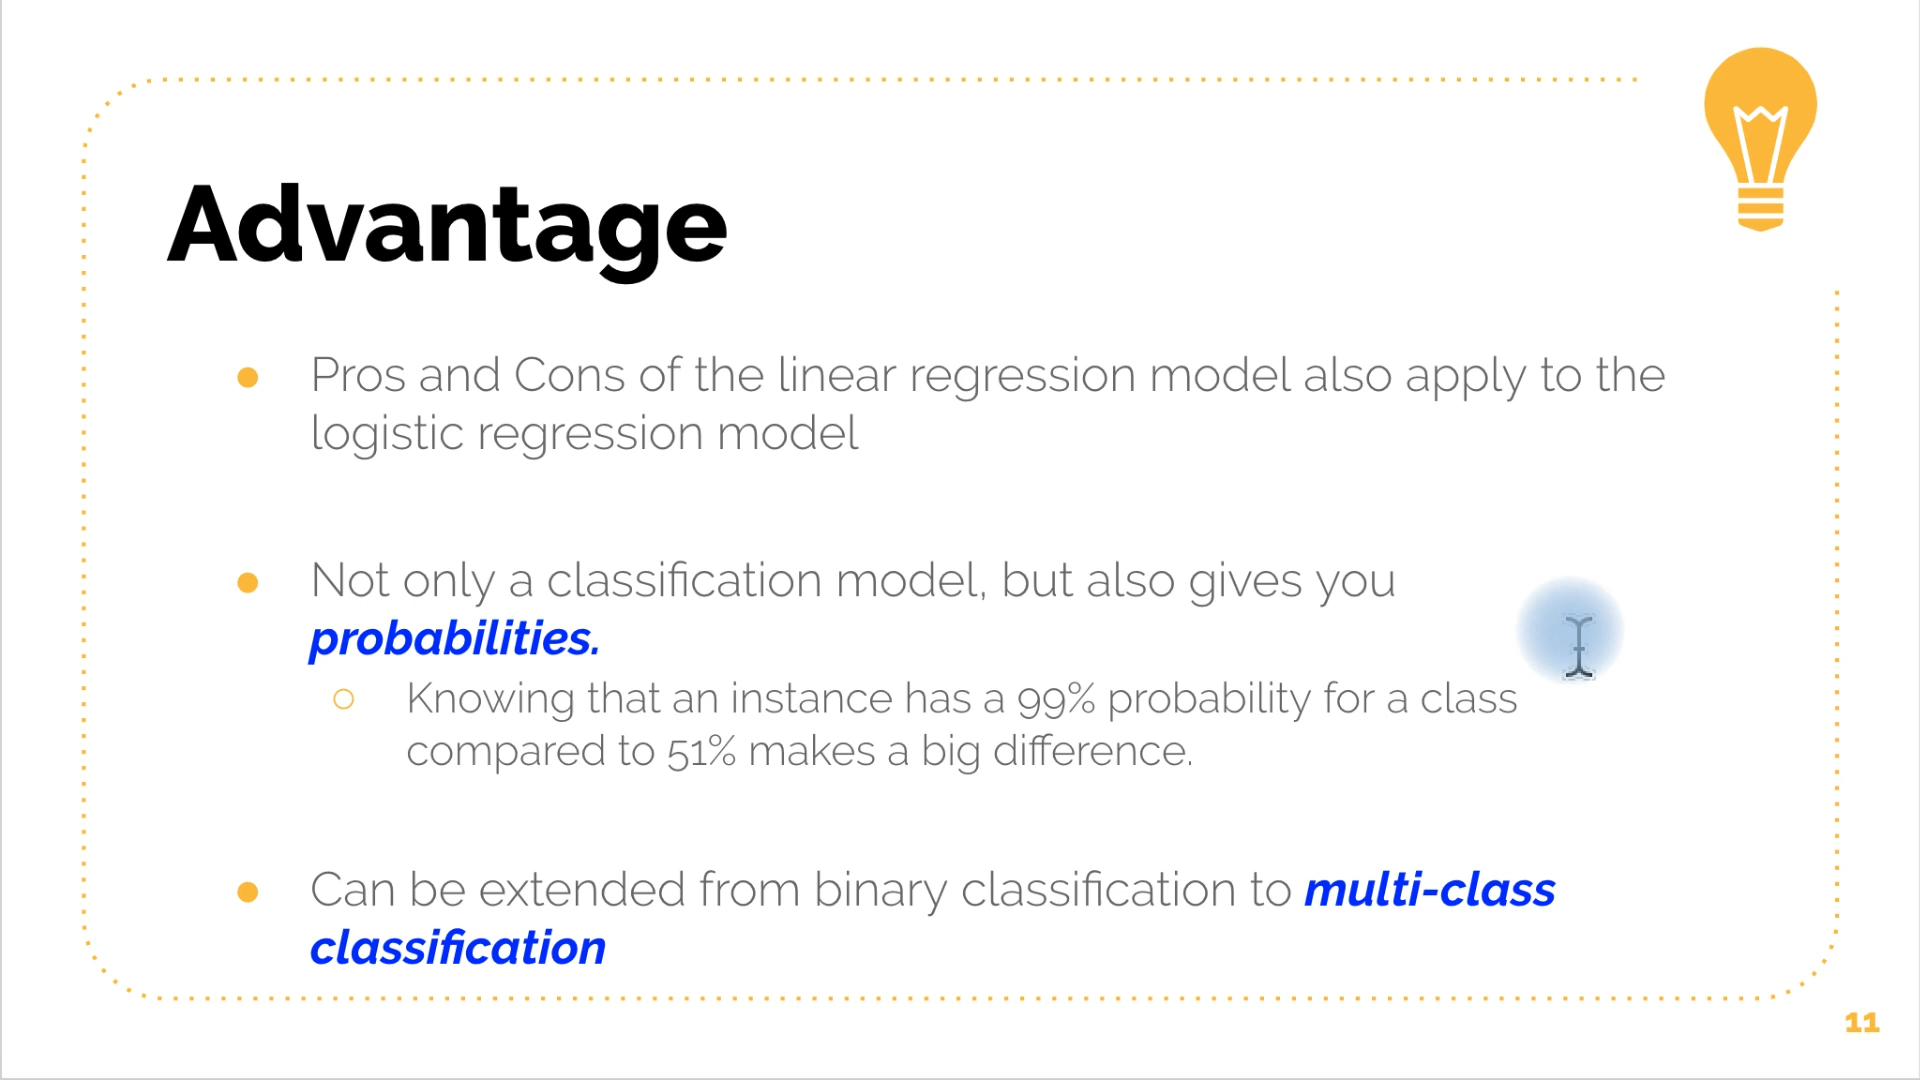 Advantage
● Pros and Cons of the linear regression model also apply to the
logistic regression model
● Not only a classification model, but also gives you
probabilities.
○ Knowing that an instance has a 99% probability for a class
compared to 51% makes a big difference.
● Can be extended from binary classification to multi-class
classification
11